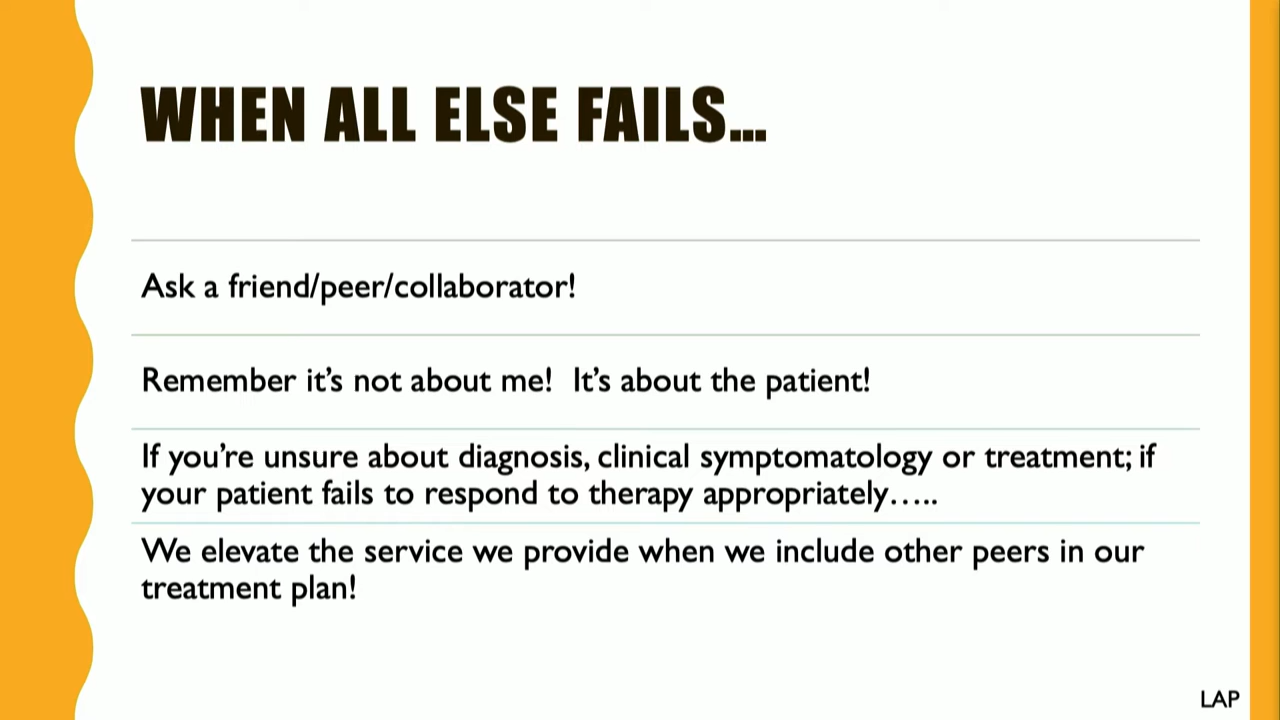 WHEN ALL ELSE FAILS...
Ask a friend/peer/collaborator!
Remember it's not about me!  It's about the patient!
If you're unsure about diagnosis, clinical symptomatology or treatment; if
your patient fails to respond to therapy appropriately…..
We elevate the service we provide when we include other peers in our
treatment plan!
LAP